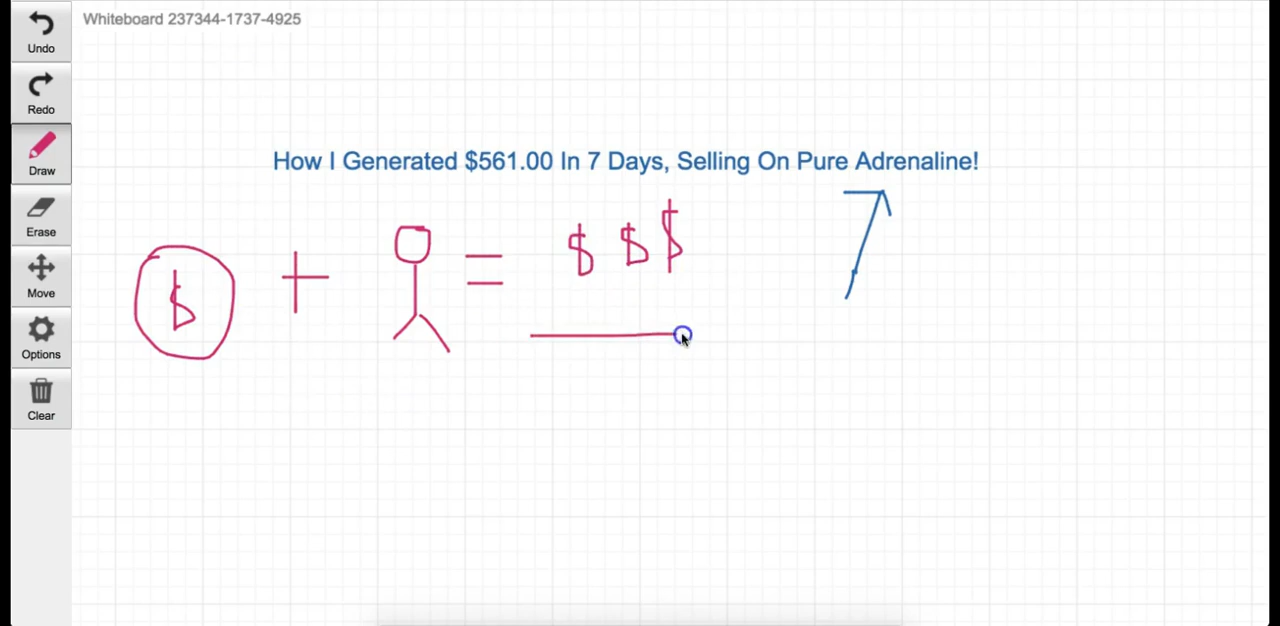 Whiteboard 237344-1737-4925
Undo
Redo
Draw
Erase
Move
Options
Clear
How I Generated $561.00 In 7 Days, Selling On Pure Adrenaline!
$ + = $ $ $